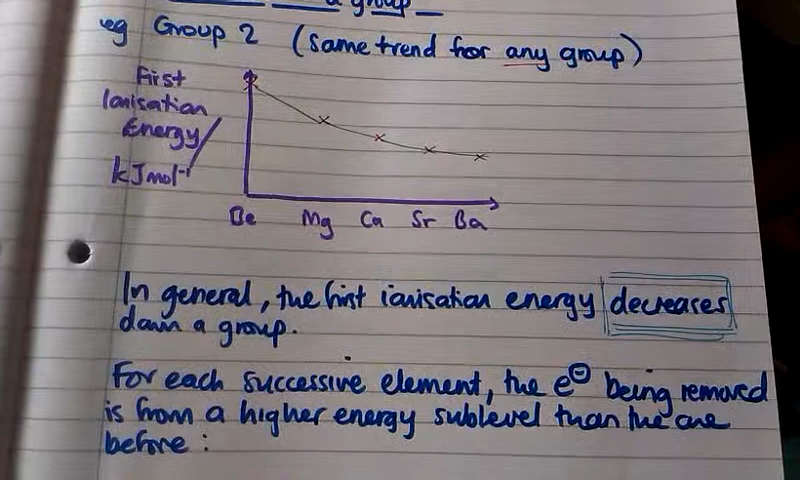 a group
eg Group 2 (same trend for any group)
First
Ionisation
Energy/
kJmol⁻¹
Be Mg Ca Sr Ba
In general, the first ionisation energy decreases
down a group.
For each successive element, the e⊖ being removed
is from a higher energy sublevel than the one
before: